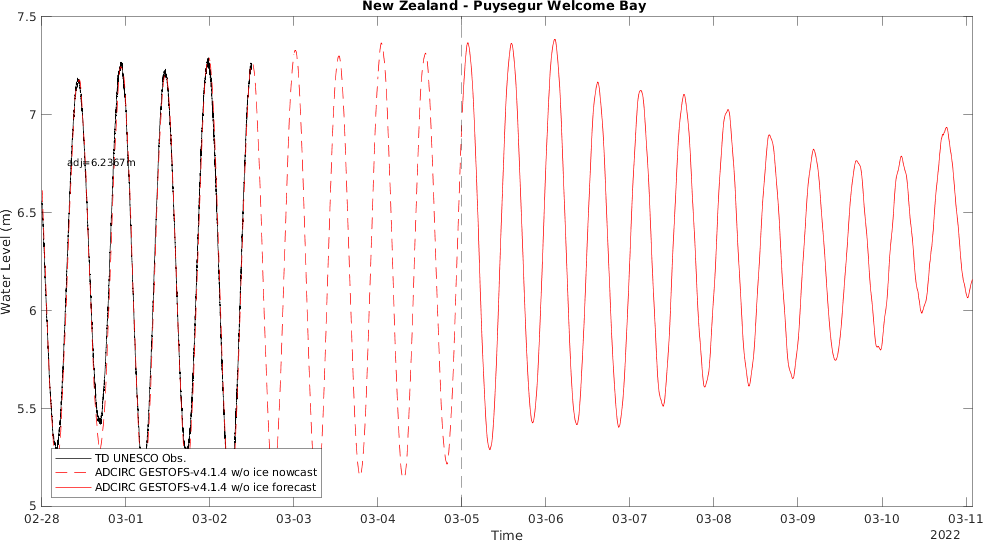 New Zealand - Puysegur Welcome Bay
7.5
7
6.5
6
5.5
5
Water Level (m)
adj=6.2367m
TD UNESCO Obs.
ADCIRC GESTOFS-v4.1.4 w/o ice nowcast
ADCIRC GESTOFS-v4.1.4 w/o ice forecast
02-28 03-01 03-02 03-03 03-04 03-05 03-06 03-07 03-08 03-09 03-10 03-11
Time
2022